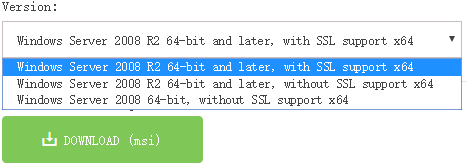 Version:
Windows Server 2008 R2 64-bit and later, with SSL support x64
Windows Server 2008 R2 64-bit and later, with SSL support x64
Windows Server 2008 R2 64-bit and later, without SSL support x64
Windows Server 2008 64-bit, without SSL support x64
DOWNLOAD (msi)